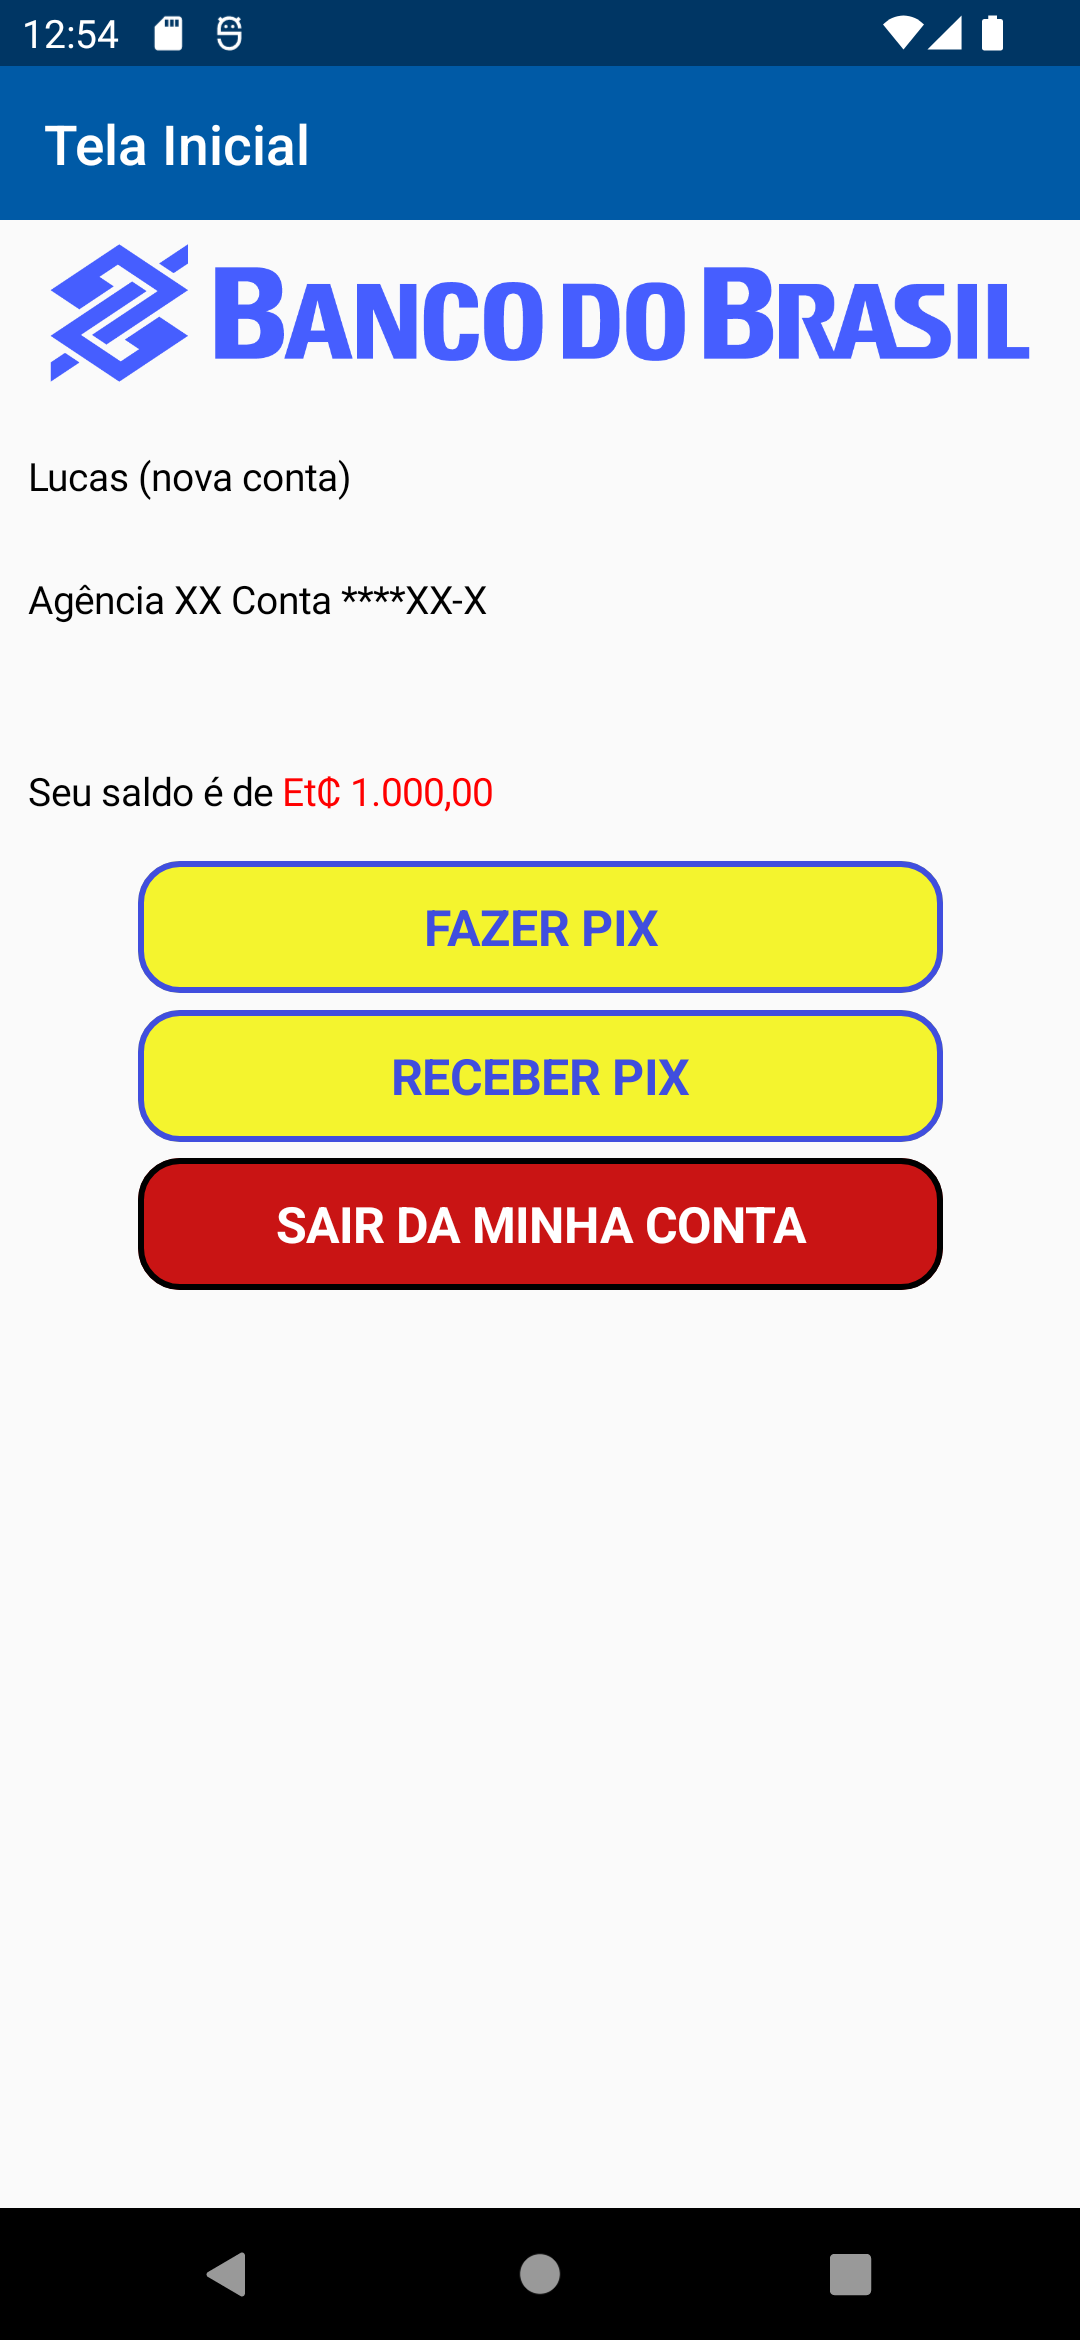 12:54
Tela Inicial
BANCO DO BRASIL
Lucas (nova conta)
Agência XX Conta ****XX-X
Seu saldo é de Et₵ 1.000,00
FAZER PIX
RECEBER PIX
SAIR DA MINHA CONTA